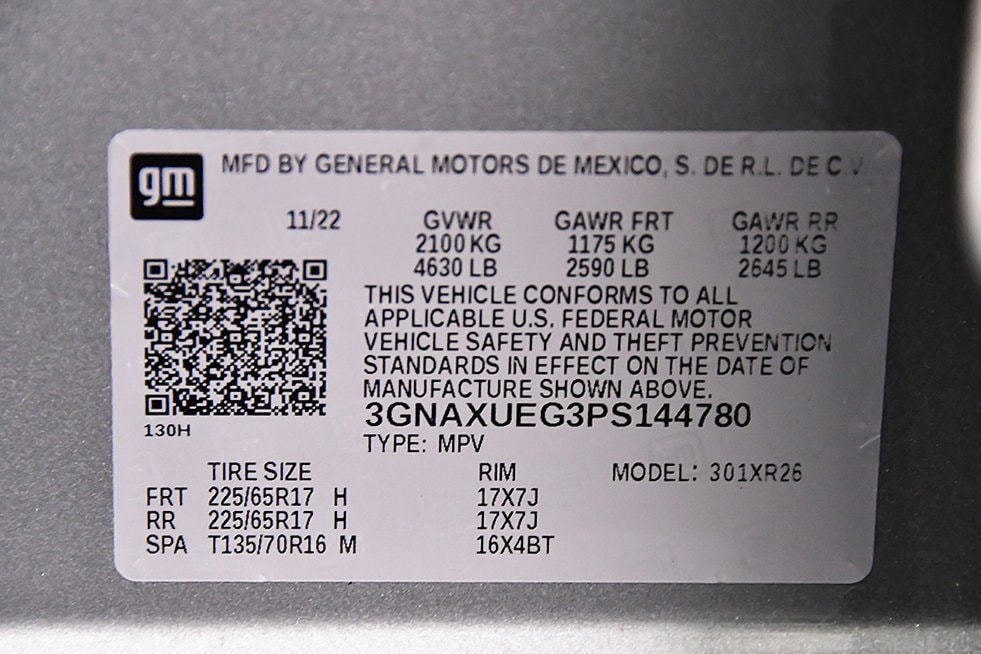 gm
MFD BY GENERAL MOTORS DE MEXICO, S. DE R.L. DE C.V
11/22 GVWR GAWR FRT GAWR RR
2100 KG 1175 KG 1200 KG
4630 LB 2590 LB 2645 LB
THIS VEHICLE CONFORMS TO ALL
APPLICABLE U.S. FEDERAL MOTOR
VEHICLE SAFETY AND THEFT PREVENTION
STANDARDS IN EFFECT ON THE DATE OF
MANUFACTURE SHOWN ABOVE.
3GNAXUEG3PS144780
130H
TYPE: MPV
TIRE SIZE RIM MODEL: 301XR26
FRT 225/65R17 H 17X7J
RR 225/65R17 H 17X7J
SPA T135/70R16 M 16X4BT